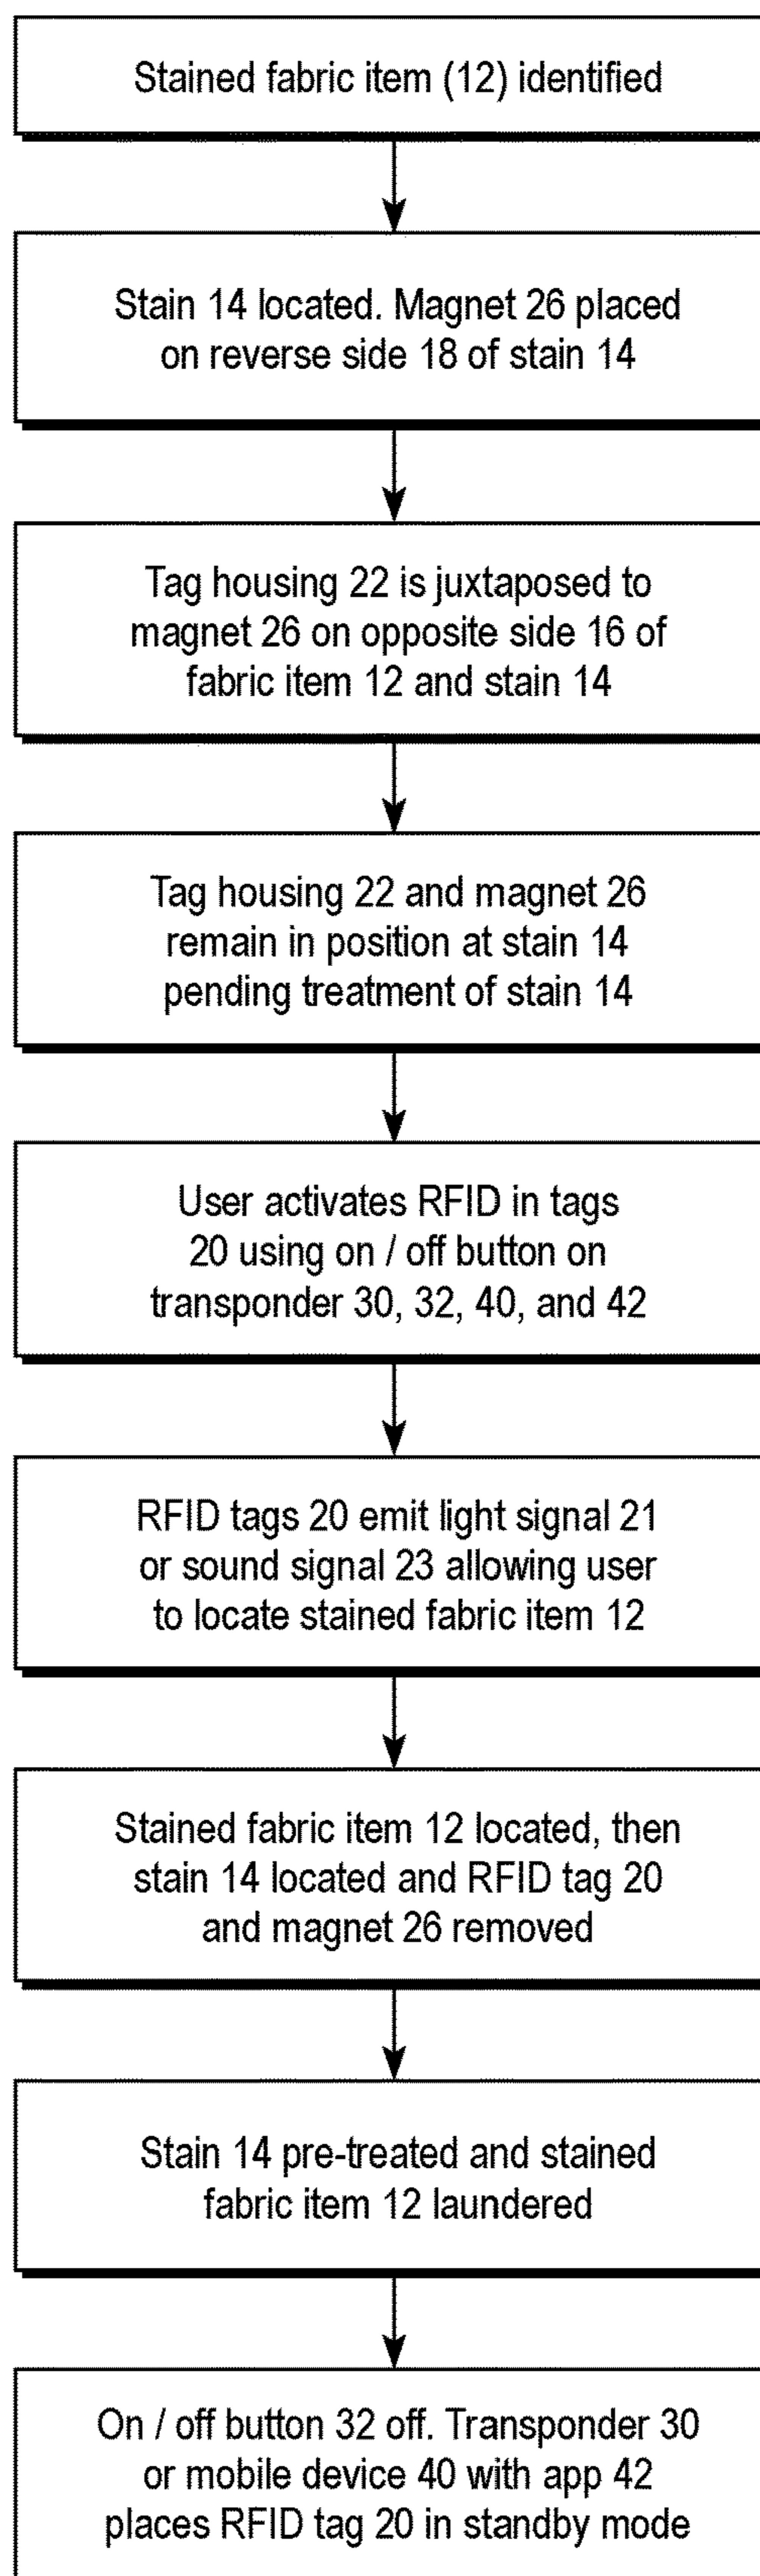 Stained fabric item (12) identified
Stain 14 located. Magnet 26 placed
on reverse side 18 of stain 14
Tag housing 22 is juxtaposed to
magnet 26 on opposite side 16 of
fabric item 12 and stain 14
Tag housing 22 and magnet 26
remain in position at stain 14
pending treatment of stain 14
User activates RFID in tags
20 using on / off button on
transponder 30, 32, 40, and 42
RFID tags 20 emit light signal 21
or sound signal 23 allowing user
to locate stained fabric item 12
Stained fabric item 12 located, then
stain 14 located and RFID tag 20
and magnet 26 removed
Stain 14 pre-treated and stained
fabric item 12 laundered
On / off button 32 off. Transponder 30
or mobile device 40 with app 42
places RFID tag 20 in standby mode